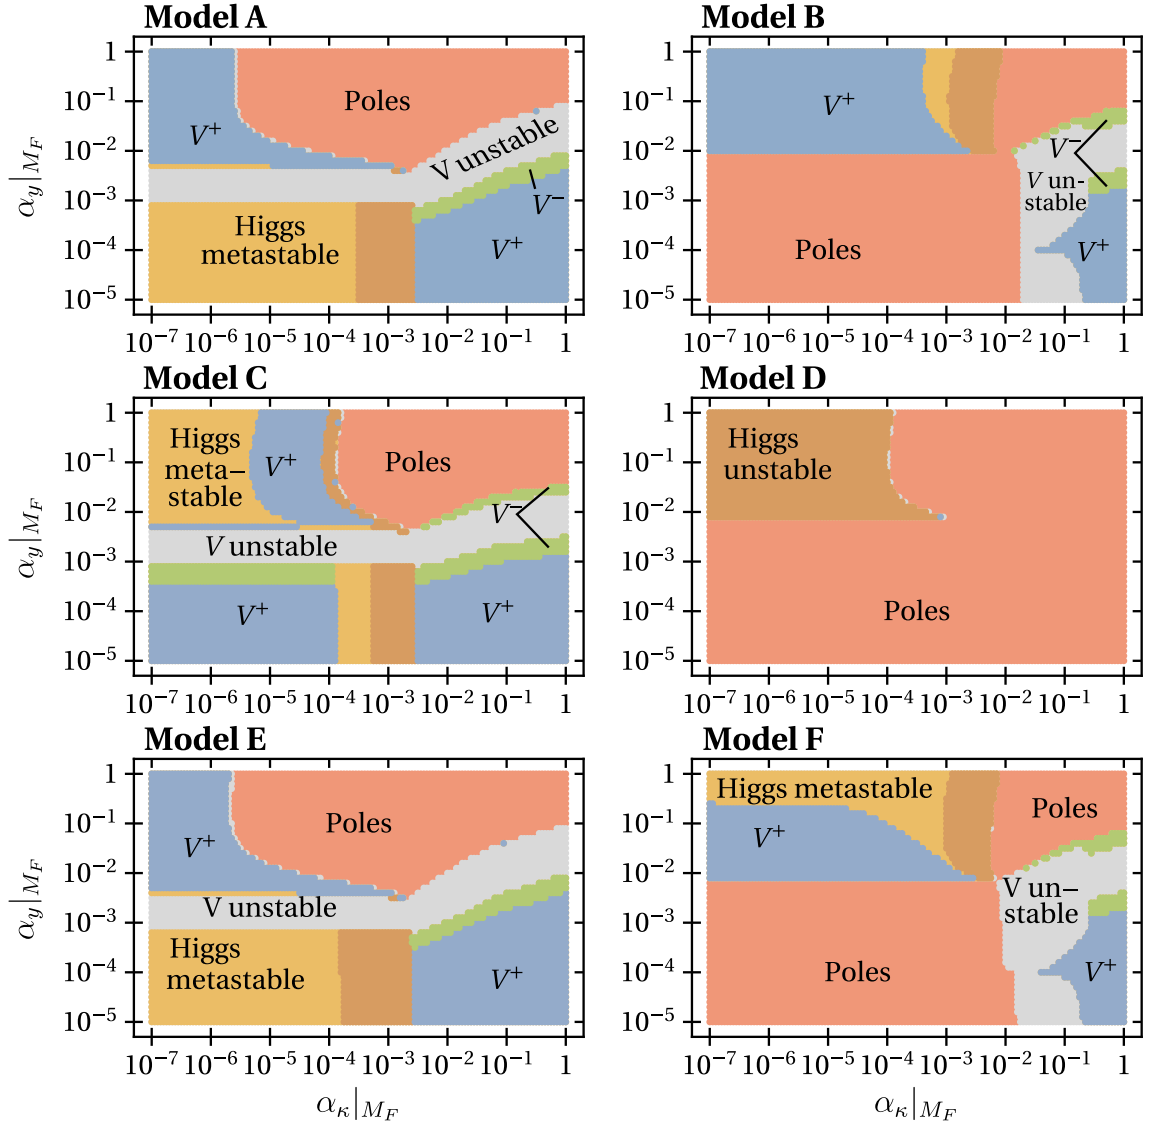 Model A
1
10⁻¹
10⁻²
10⁻³
10⁻⁴
10⁻⁵
α_y|_{M_F}
Poles
V⁺
V unstable
V⁻
Higgs
metastable
V⁺
10⁻⁷ 10⁻⁶ 10⁻⁵ 10⁻⁴ 10⁻³ 10⁻² 10⁻¹ 1
Model B
1
10⁻¹
10⁻²
10⁻³
10⁻⁴
10⁻⁵
V⁺
V⁻
V un-
stable
Poles
V⁺
10⁻⁷ 10⁻⁶ 10⁻⁵ 10⁻⁴ 10⁻³ 10⁻² 10⁻¹ 1
Model C
1
10⁻¹
10⁻²
10⁻³
10⁻⁴
10⁻⁵
α_y|_{M_F}
Higgs
meta−
stable
V⁺
Poles
V⁻
V unstable
V⁺
V⁺
10⁻⁷ 10⁻⁶ 10⁻⁵ 10⁻⁴ 10⁻³ 10⁻² 10⁻¹ 1
Model D
1
10⁻¹
10⁻²
10⁻³
10⁻⁴
10⁻⁵
Higgs
unstable
Poles
10⁻⁷ 10⁻⁶ 10⁻⁵ 10⁻⁴ 10⁻³ 10⁻² 10⁻¹ 1
Model E
1
10⁻¹
10⁻²
10⁻³
10⁻⁴
10⁻⁵
α_y|_{M_F}
Poles
V⁺
V unstable
Higgs
metastable
V⁺
10⁻⁷ 10⁻⁶ 10⁻⁵ 10⁻⁴ 10⁻³ 10⁻² 10⁻¹ 1
α_κ|_{M_F}
Model F
1
10⁻¹
10⁻²
10⁻³
10⁻⁴
10⁻⁵
Higgs metastable
Poles
V⁺
V un−
stable
Poles
V⁺
10⁻⁷ 10⁻⁶ 10⁻⁵ 10⁻⁴ 10⁻³ 10⁻² 10⁻¹ 1
α_κ|_{M_F}